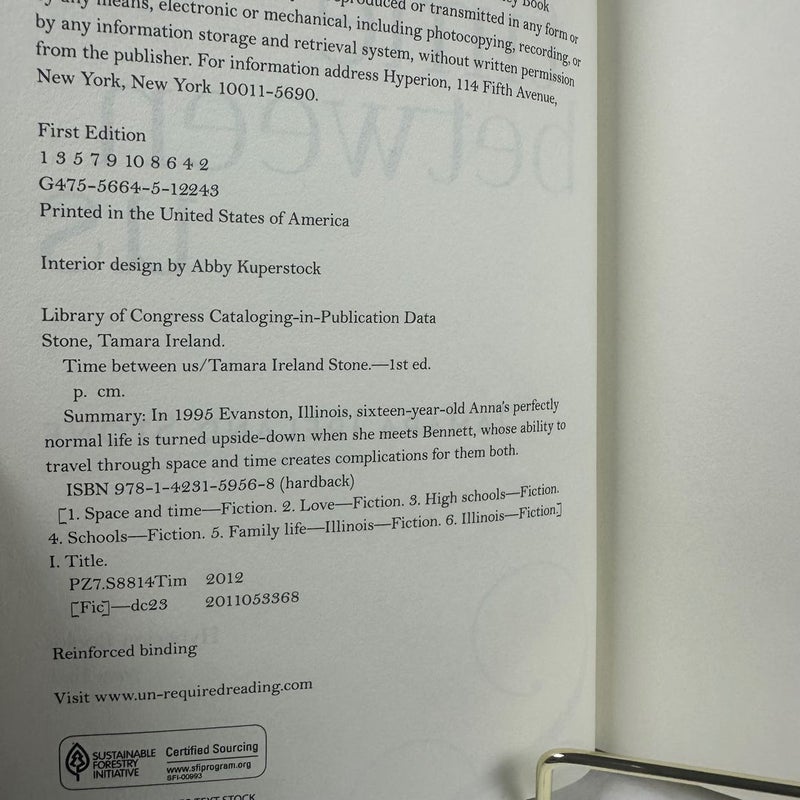 Book
by any means, electronic or mechanical, including photocopying, recording, or
reproduced or transmitted in any form or
by any information storage and retrieval system, without written permission
from the publisher. For information address Hyperion, 114 Fifth Avenue,
New York, New York 10011-5690.
First Edition
1 3 5 7 9 10 8 6 4 2
G475-5664-5-12243
Printed in the United States of America
Interior design by Abby Kuperstock
Library of Congress Cataloging-in-Publication Data
Stone, Tamara Ireland.
Time between us/Tamara Ireland Stone.—1st ed.
p. cm.
Summary: In 1995 Evanston, Illinois, sixteen-year-old Anna's perfectly
normal life is turned upside-down when she meets Bennett, whose ability to
travel through space and time creates complications for them both.
ISBN 978-1-4231-5956-8 (hardback)
[1. Space and time—Fiction. 2. Love—Fiction. 3. High schools—Fiction.
4. Schools—Fiction. 5. Family life—Illinois—Fiction. 6. Illinois—Fiction.]
I. Title.
PZ7.S8814Tim 2012
[Fic]—dc23 2011053368
Reinforced binding
Visit www.un-requiredreading.com
SUSTAINABLE
FORESTRY
INITIATIVE
Certified Sourcing
www.sfiprogram.org
SFI-00993
TEXT STOCK
between
us